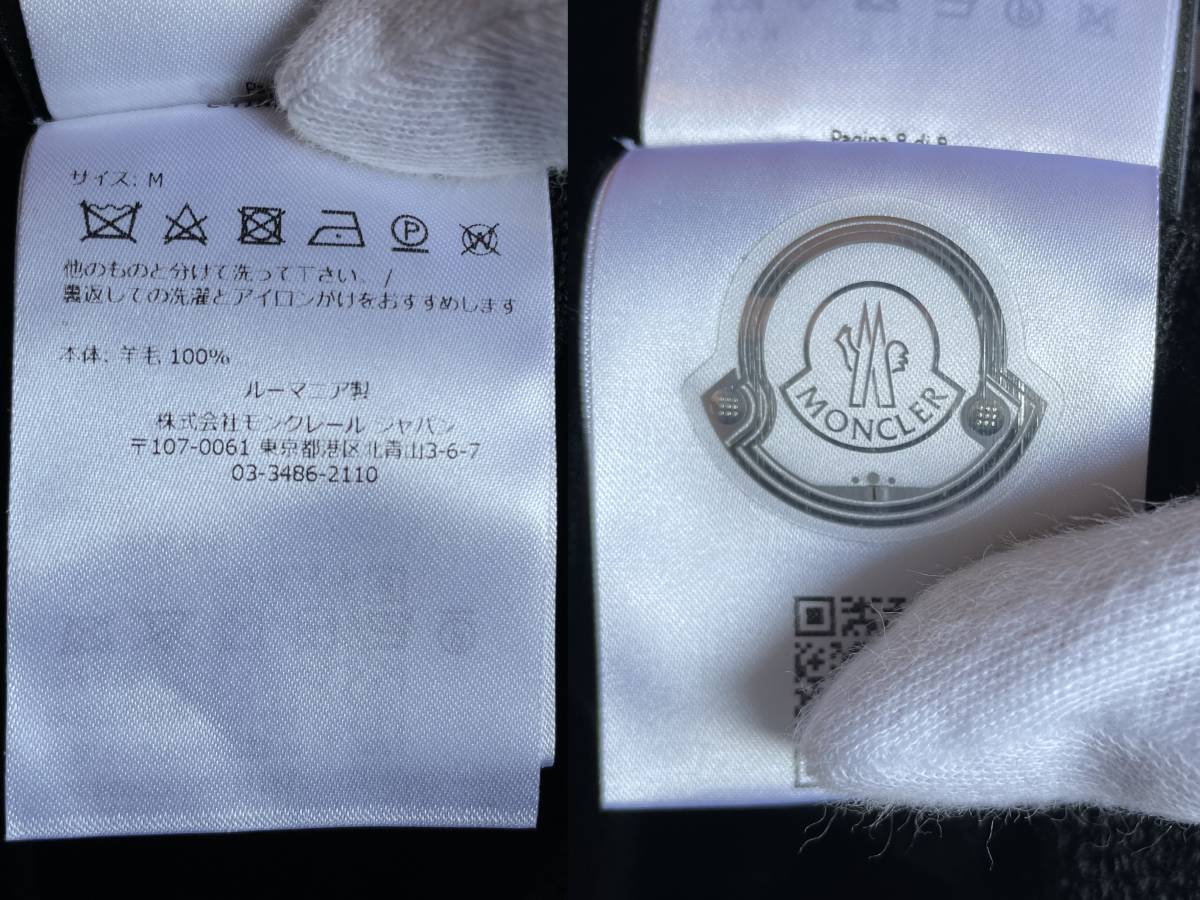 サイズ: M
P
W
他のものと分けて洗って下さい。/
裏返しての洗濯とアイロンがけをおすすめします
。
本体: 羊毛 100%
ルーマニア製
株式会社モンクレール ジャパン
〒107-0061 東京都港区北青山3-6-7
03-3486-2110
Pagina 8 di 9
MONCLER